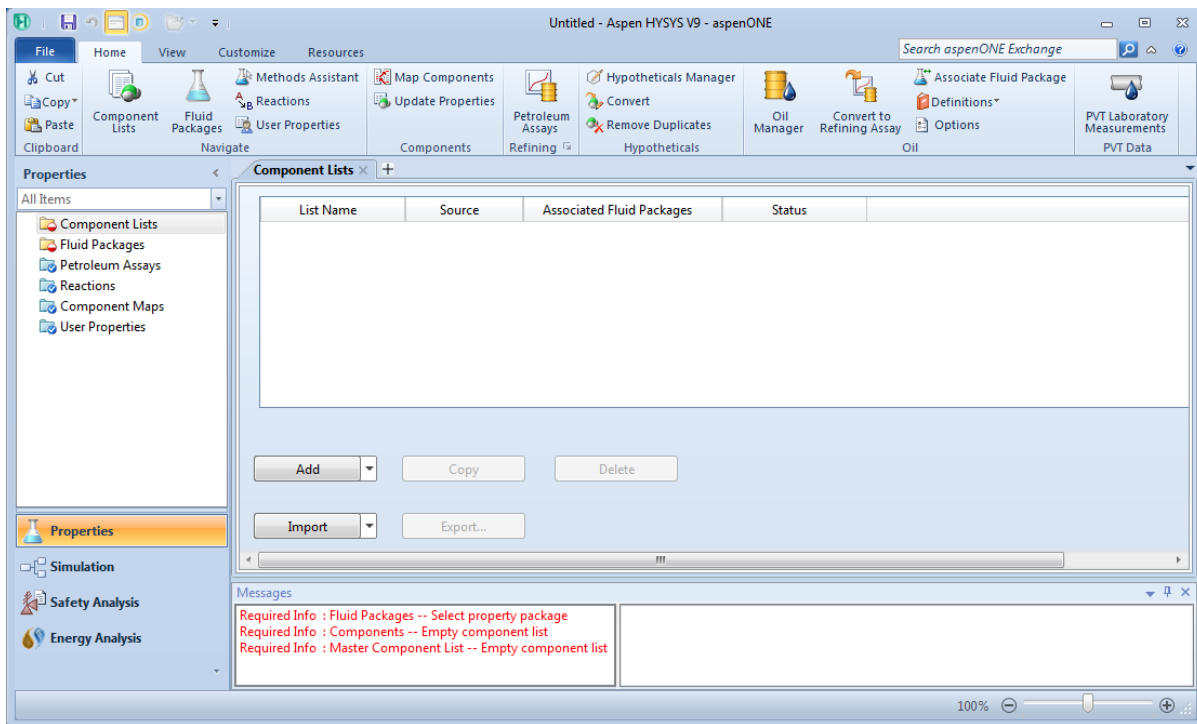 Untitled - Aspen HYSYS V9 - aspenONE
File Home View Customize Resources Search aspenONE Exchange
Cut
Copy
Paste
Clipboard
Component Lists
Fluid Packages
Methods Assistant
Reactions
User Properties
Navigate
Map Components
Update Properties
Components
Petroleum Assays
Refining
Hypotheticals Manager
Convert
Remove Duplicates
Hypotheticals
Oil Manager
Convert to Refining Assay
Associate Fluid Package
Definitions
Options
Oil
PVT Laboratory Measurements
PVT Data
Properties
All Items
Component Lists
Fluid Packages
Petroleum Assays
Reactions
Component Maps
User Properties
Properties
Simulation
Safety Analysis
Energy Analysis
Component Lists
List Name Source Associated Fluid Packages Status
Add Copy Delete
Import Export...
Messages
Required Info : Fluid Packages -- Select property package
Required Info : Components -- Empty component list
Required Info : Master Component List -- Empty component list
100%